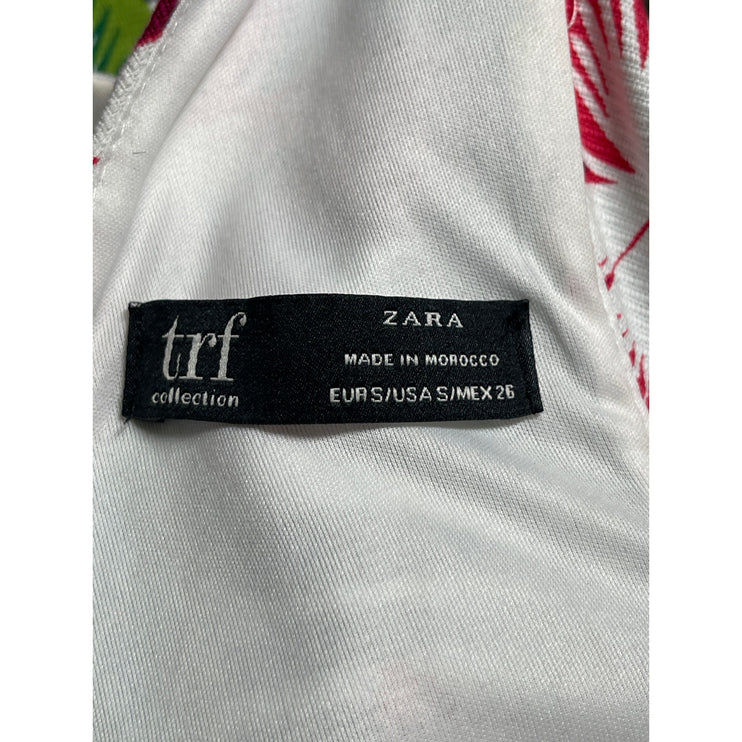 trf
collection
ZARA
MADE IN MOROCCO
EUR S/USA S/MEX 26